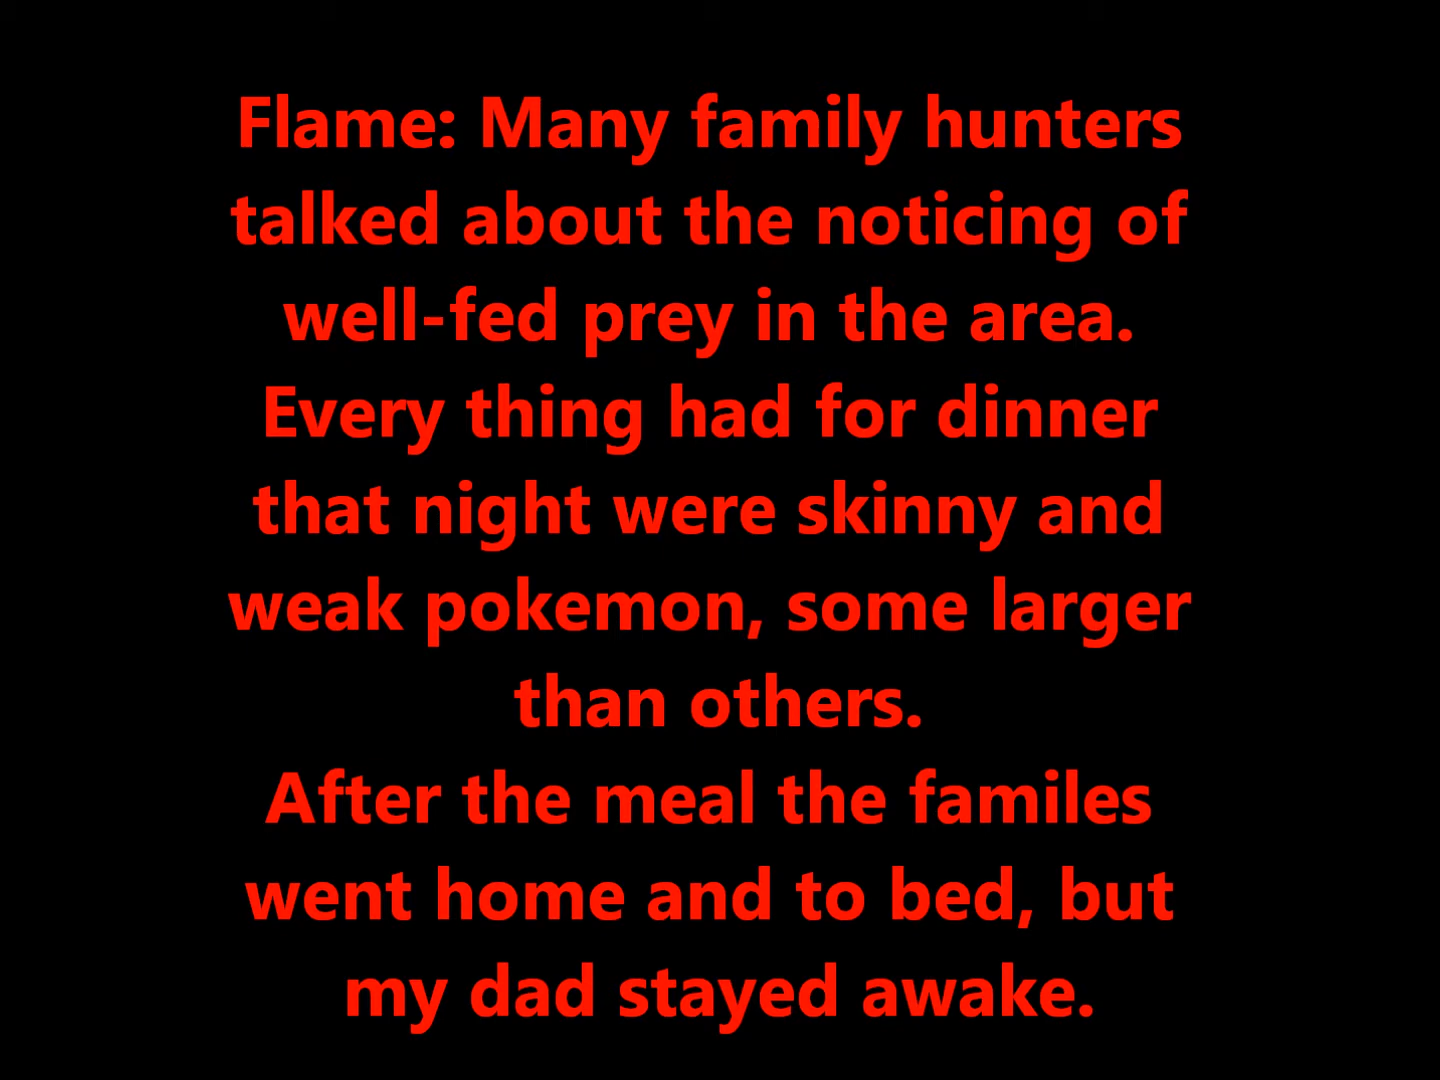 Flame: Many family hunters
talked about the noticing of
well-fed prey in the area.
Every thing had for dinner
that night were skinny and
weak pokemon, some larger
than others.
After the meal the familes
went home and to bed, but
my dad stayed awake.